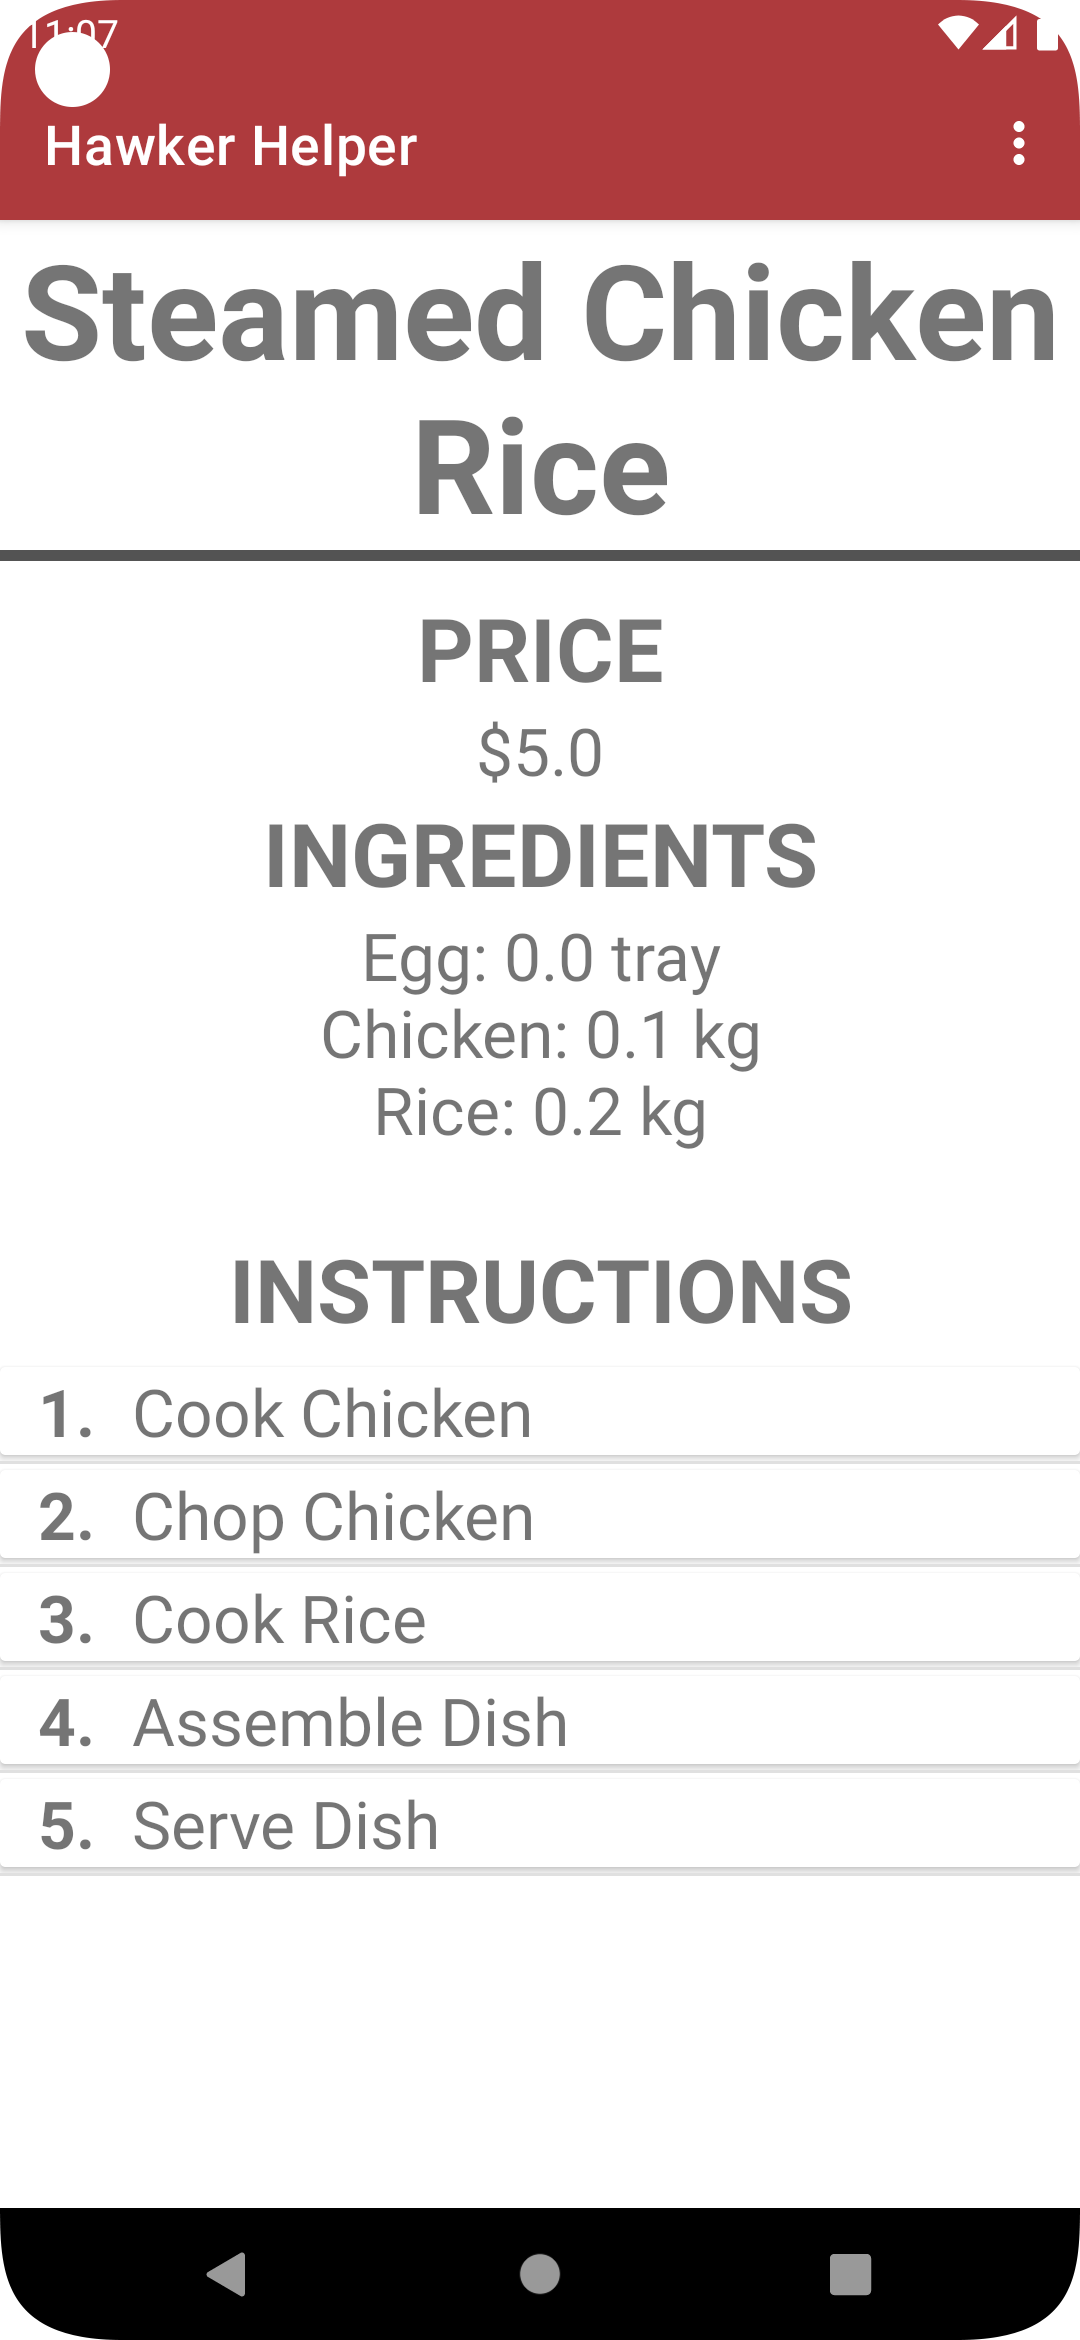 11:07
Hawker Helper
Steamed Chicken
Rice
PRICE
$5.0
INGREDIENTS
Egg: 0.0 tray
Chicken: 0.1 kg
Rice: 0.2 kg
INSTRUCTIONS
1. Cook Chicken
2. Chop Chicken
3. Cook Rice
4. Assemble Dish
5. Serve Dish